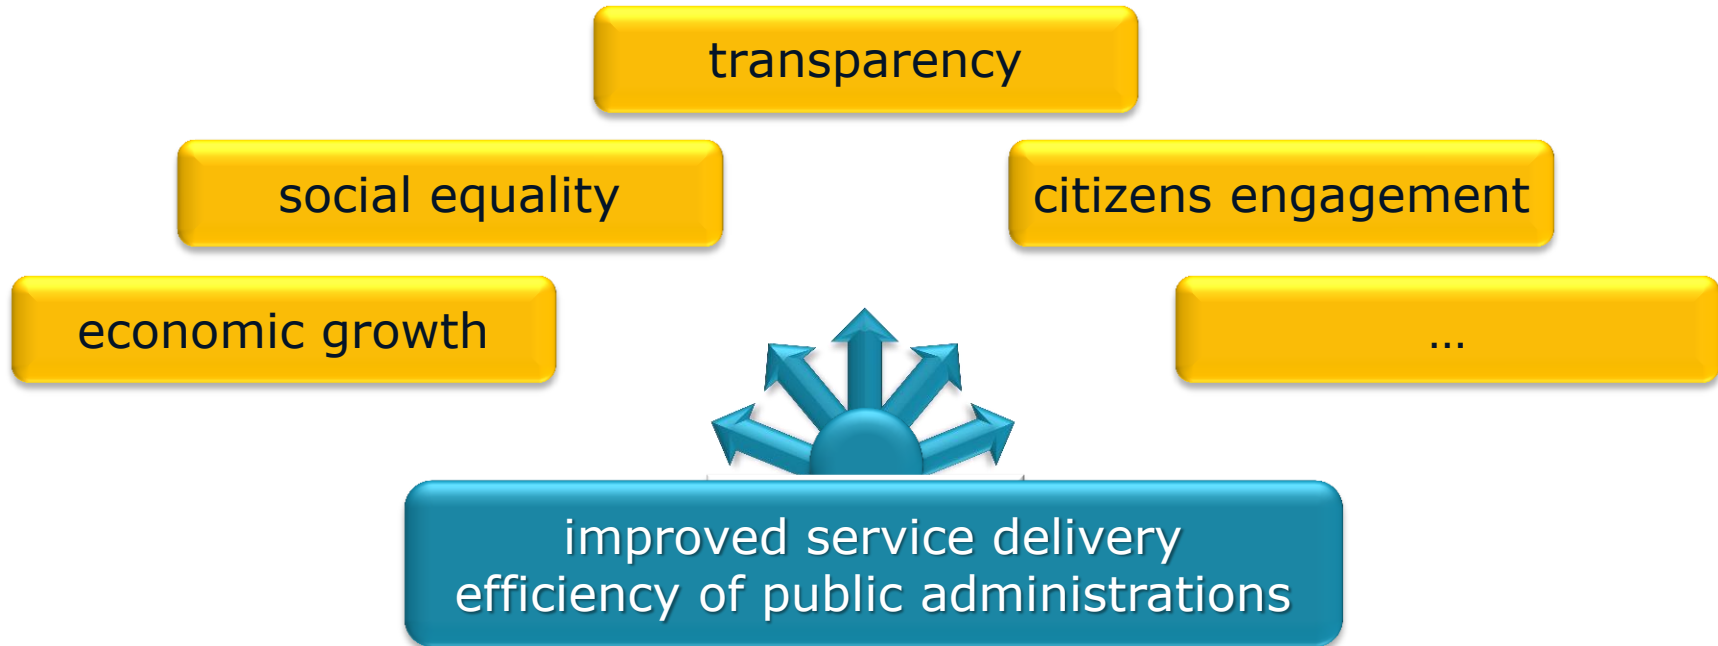 transparency
social equality
citizens engagement
economic growth
...
improved service delivery
efficiency of public administrations